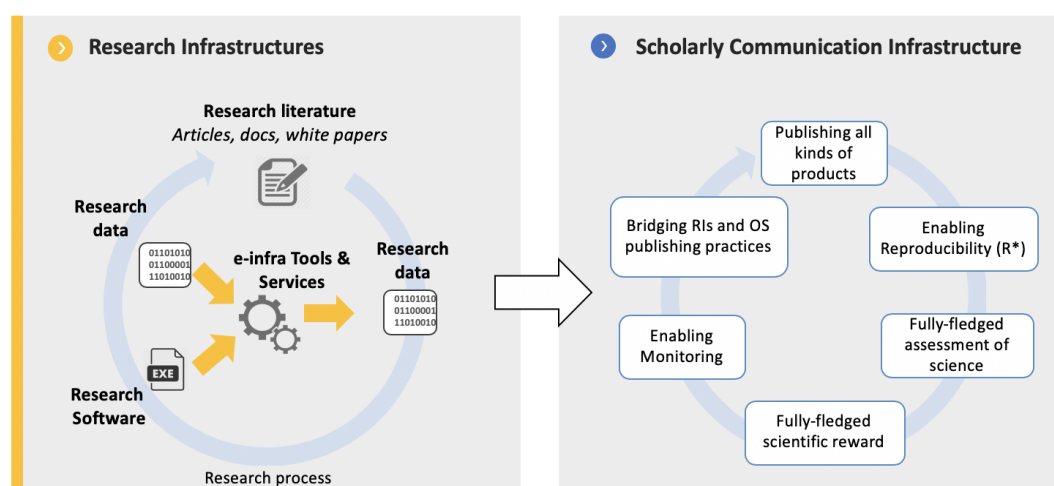 Research Infrastructures
Research literature
Articles, docs, white papers
Research
data
01101010
01100001
11010010
e-infra Tools &
Services
Research
data
01101010
01100001
11010010
EXE
Research
Software
Research process
Scholarly Communication Infrastructure
Publishing all
kinds of
products
Enabling
Reproducibility (R*)
Fully-fledged
assessment of
science
Fully-fledged
scientific reward
Enabling
Monitoring
Bridging RIs and OS
publishing practices